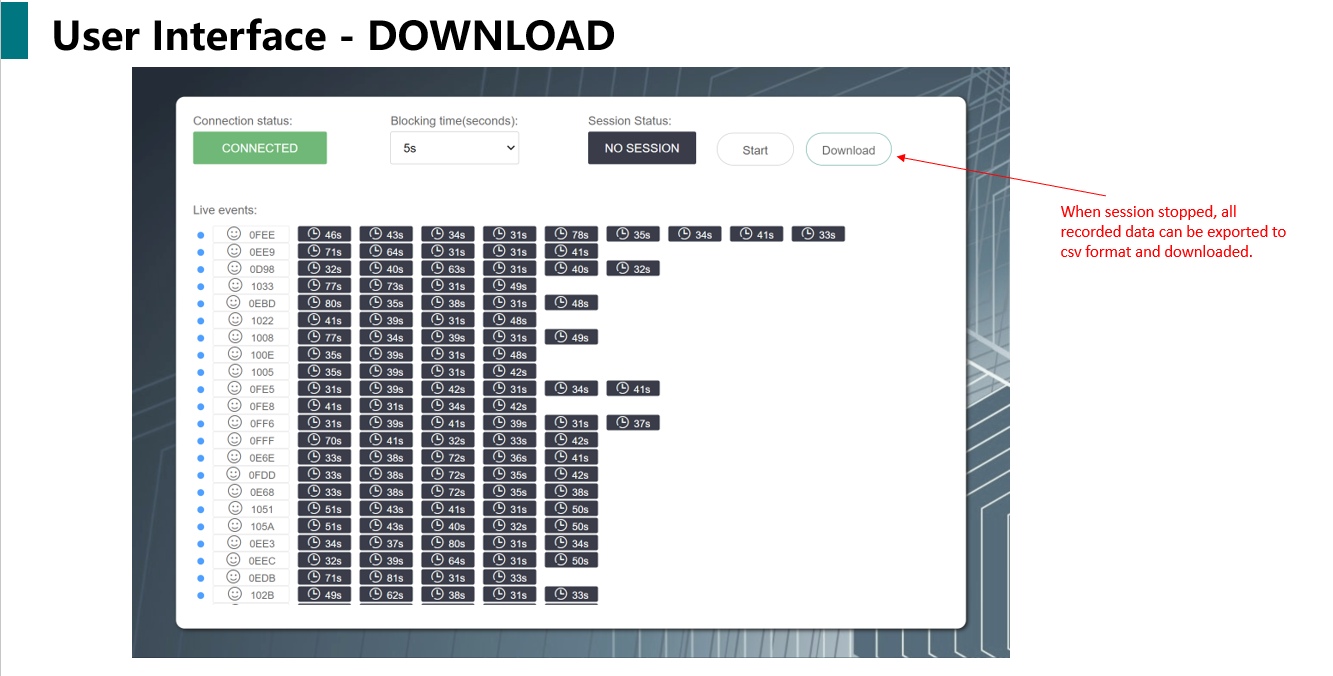 User Interface - DOWNLOAD
Connection status: Blocking time(seconds): Session Status:
CONNECTED 5s NO SESSION Start Download
When session stopped, all
recorded data can be exported to
csv format and downloaded.
Live events:
0FEE 46s 43s 34s 31s 78s 35s 34s 41s 33s
0EE9 71s 64s 31s 31s 41s
0D98 32s 40s 63s 31s 40s 32s
1033 77s 73s 31s 49s
0EBD 80s 35s 38s 31s 48s
1022 41s 39s 31s 48s
1008 77s 34s 39s 31s 49s
100E 35s 39s 31s 48s
1005 35s 39s 31s 42s
0FE5 31s 39s 42s 31s 34s 41s
0FE8 41s 31s 34s 42s
0FF6 31s 39s 41s 39s 31s 37s
0FFF 70s 41s 32s 33s 42s
0E6E 33s 38s 72s 36s 41s
0FDD 33s 38s 72s 35s 42s
0E68 33s 38s 72s 35s 38s
1051 51s 43s 41s 31s 50s
105A 51s 43s 40s 32s 50s
0EE3 34s 37s 80s 31s 34s
0EEC 32s 39s 64s 31s 50s
0EDB 71s 81s 31s 33s
102B 49s 62s 38s 31s 33s